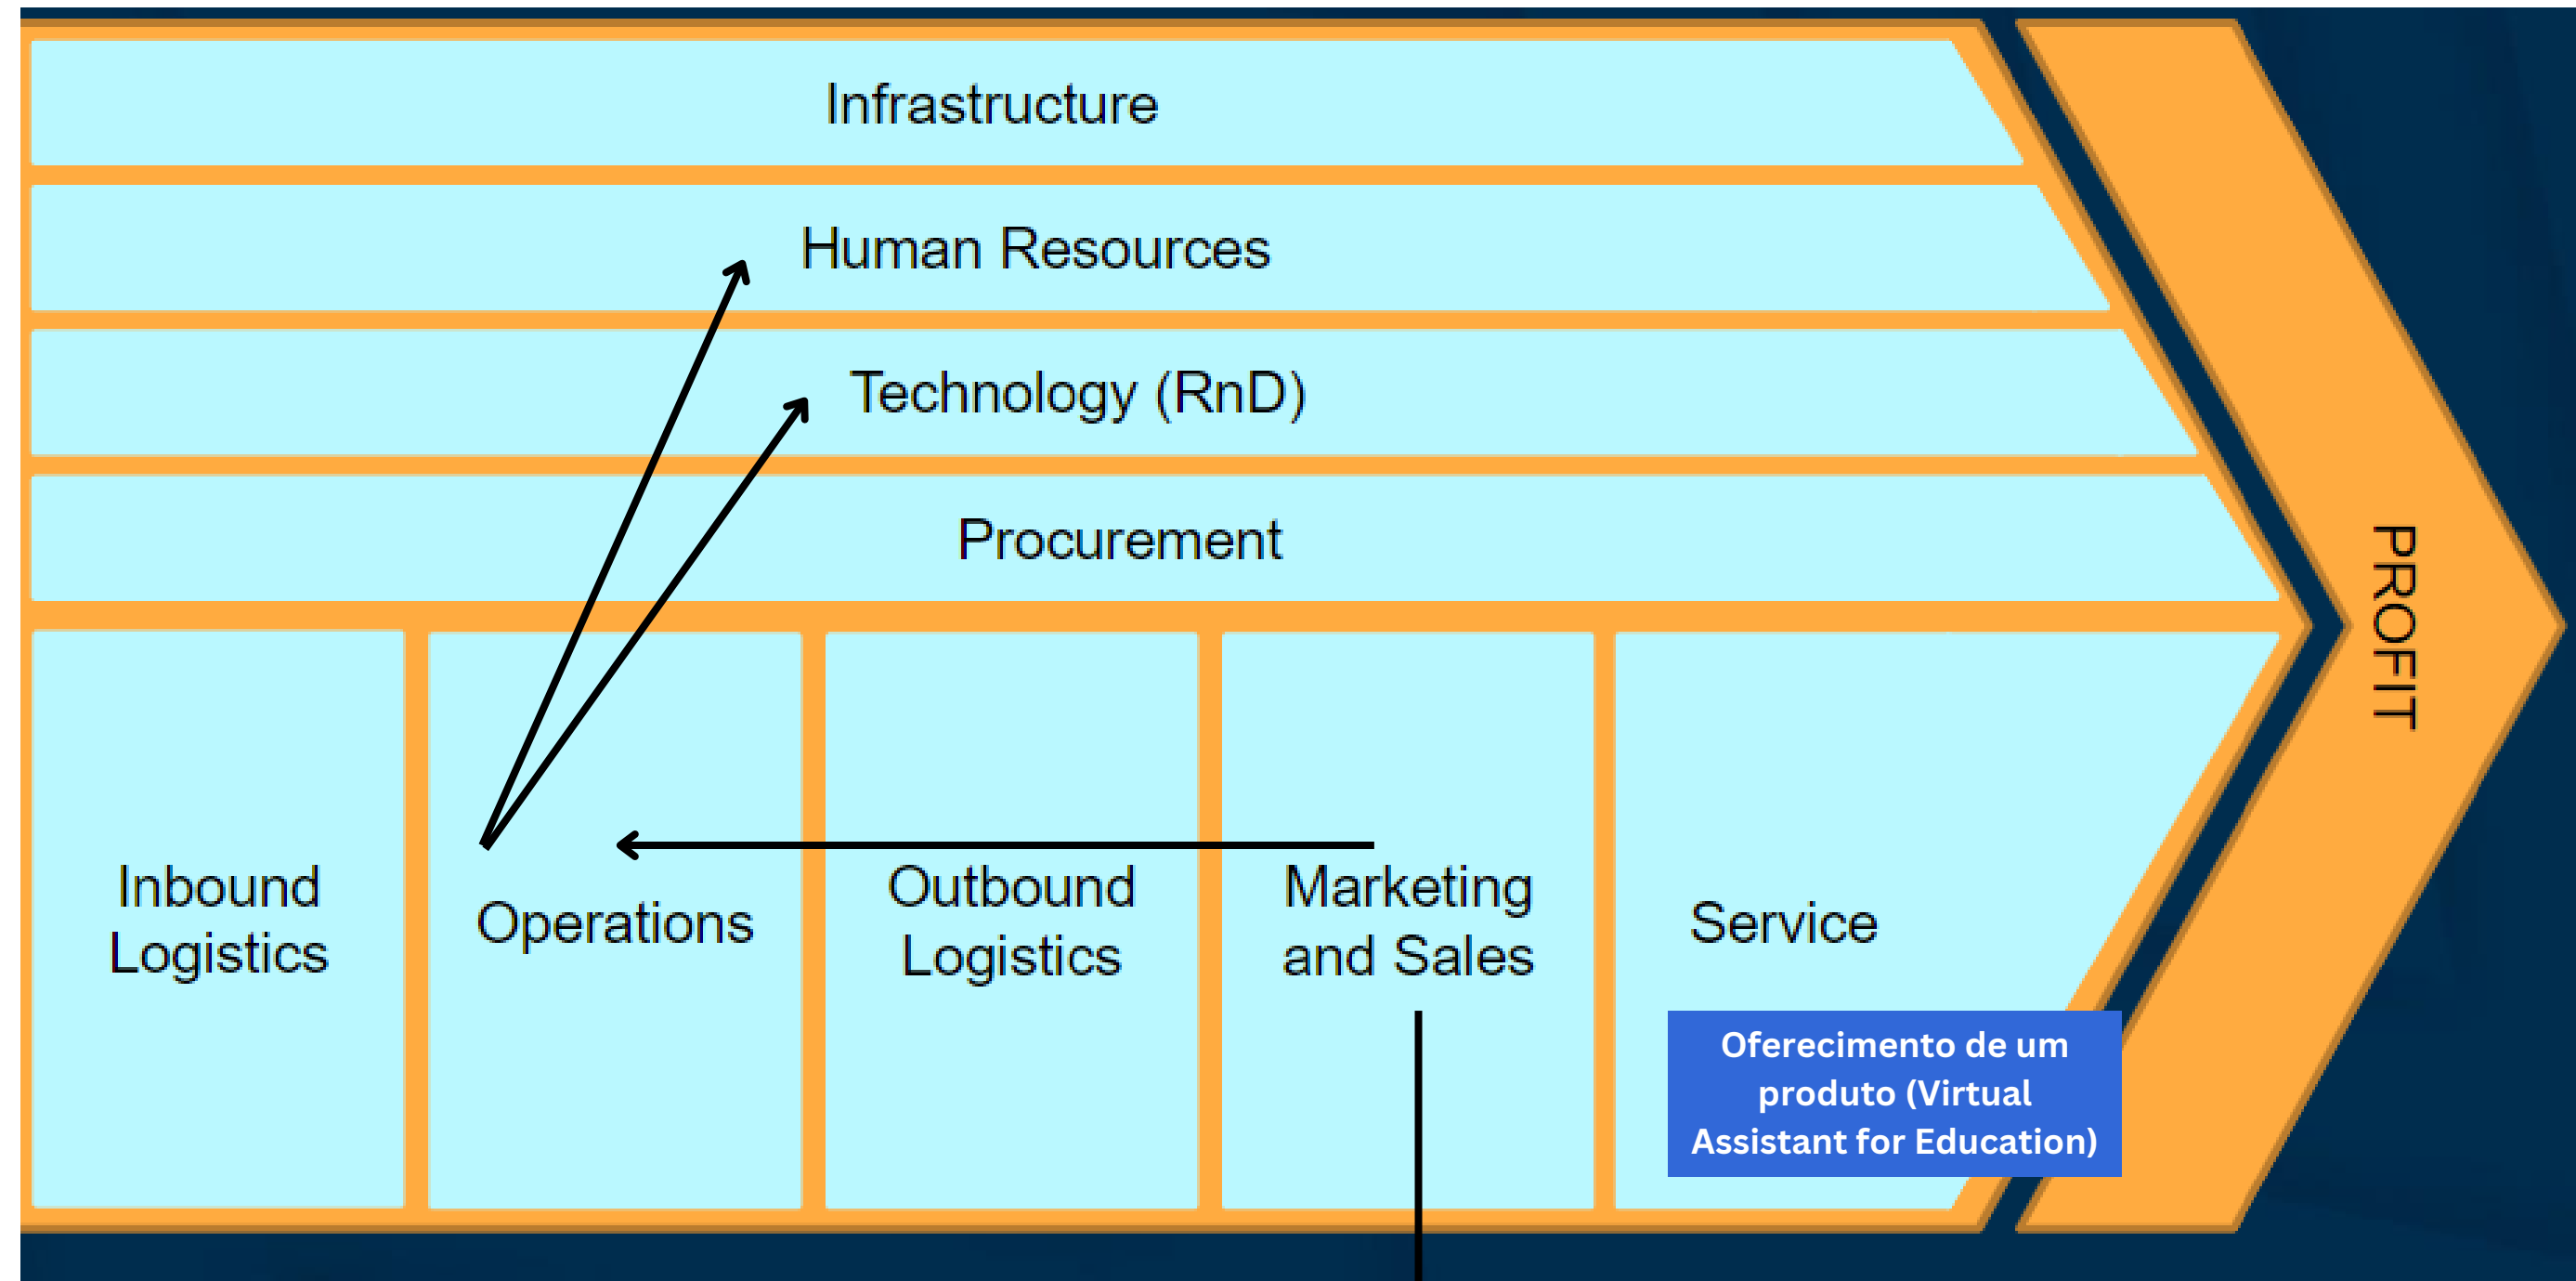 Infrastructure
Human Resources
Technology (RnD)
Procurement
PROFIT
Inbound
Logistics
Operations
Outbound
Logistics
Marketing
and Sales
Service
Oferecimento de um
produto (Virtual
Assistant for Education)